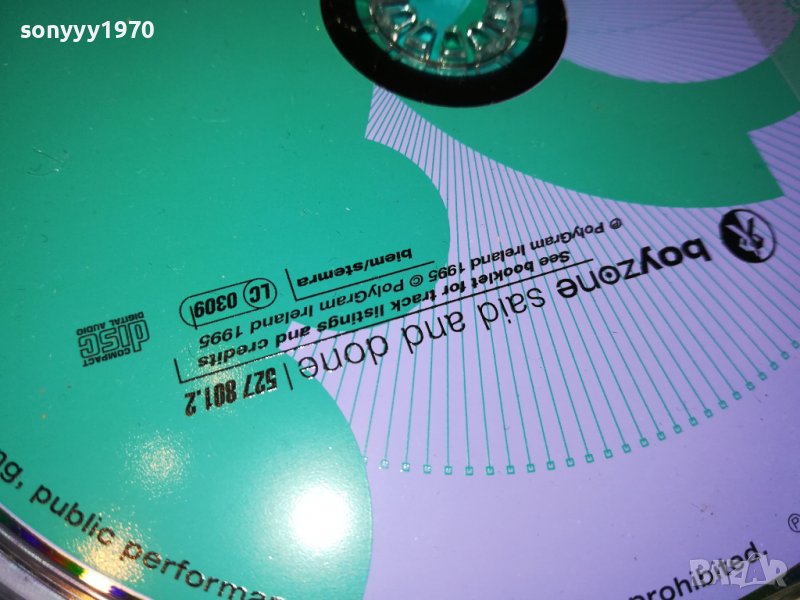 sonyyy1970
boyzone said and done | 527 801.2
See booklet for track listings and credits
℗ PolyGram Ireland 1995 © PolyGram Ireland 1995
biem/stemra
LC 0309
COMPACT
disc
DIGITAL AUDIO
public performa
prohibited.
℗
BAZAR